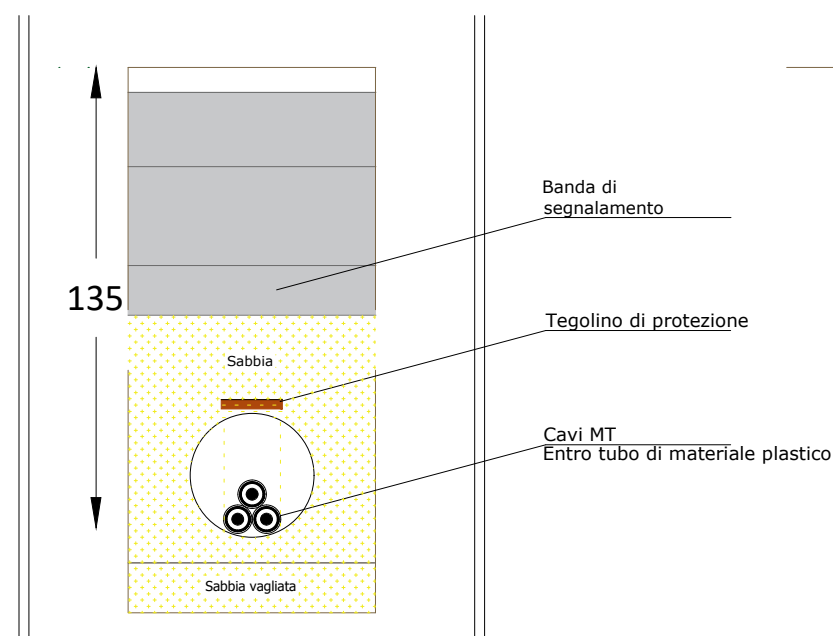 Banda di
segnalamento
135
Tegolino di protezione
Sabbia
Cavi MT
Entro tubo di materiale plastico
Sabbia vagliata